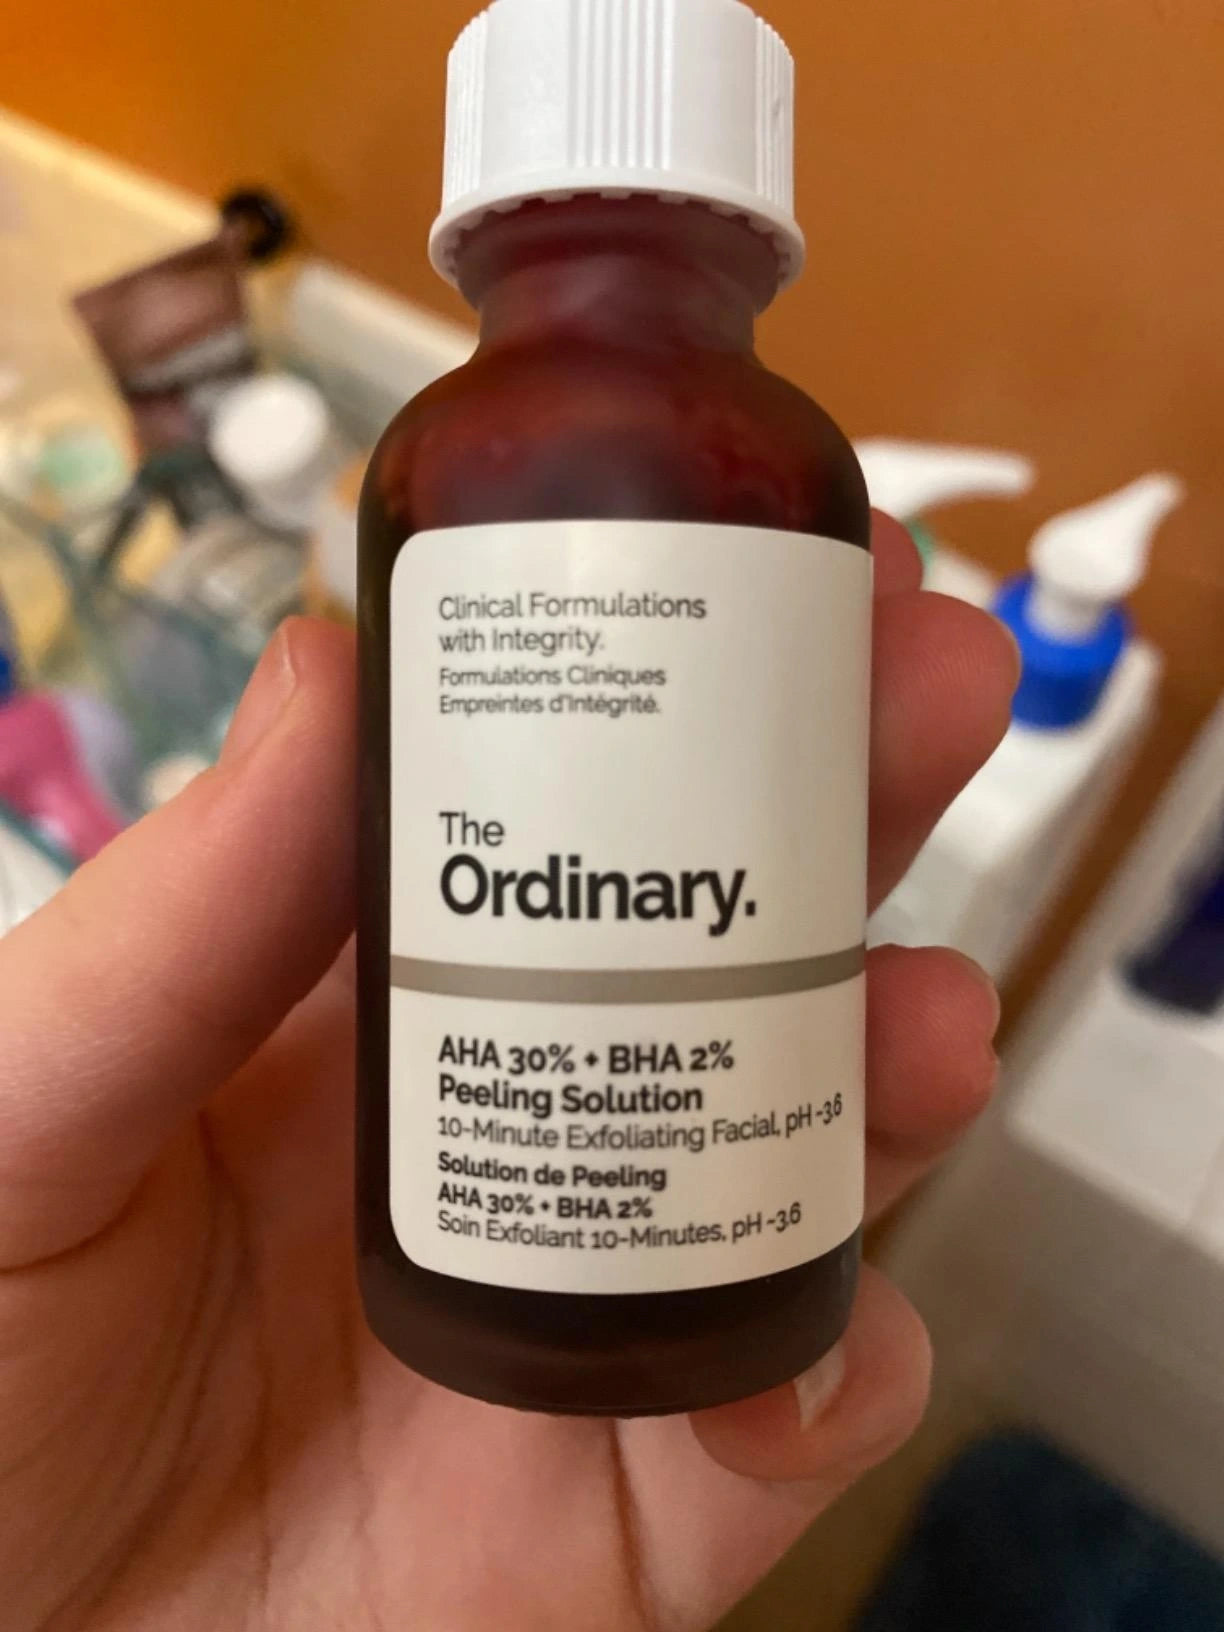 Clinical Formulations
with Integrity.
Formulations Cliniques
Empreintes d'Intégrité.
The
Ordinary.
AHA 30% + BHA 2%
Peeling Solution
10-Minute Exfoliating Facial, pH ~3.6
Solution de Peeling
AHA 30% + BHA 2%
Soin Exfoliant 10-Minutes, pH ~3.6